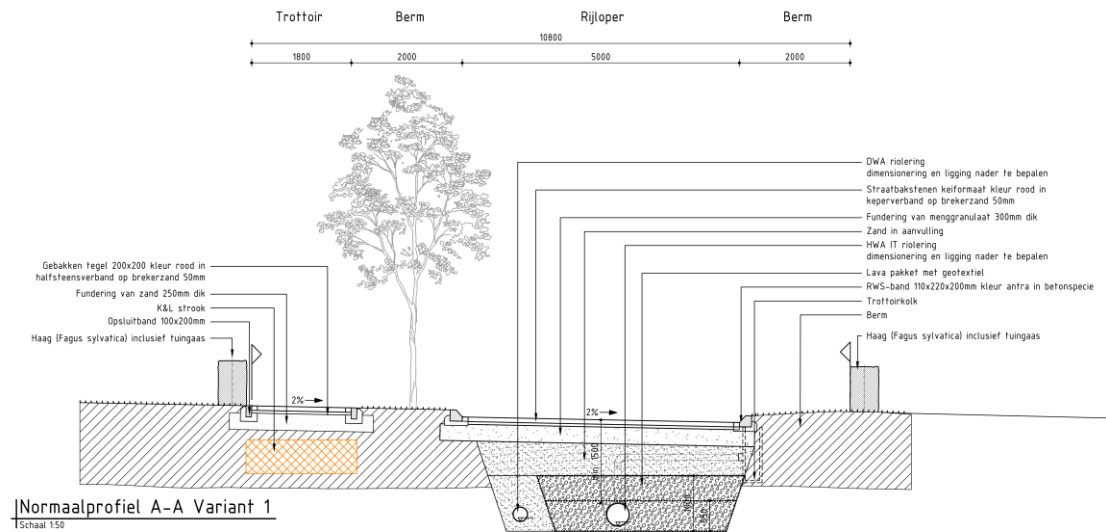 Trottoir Berm Rijloper Berm
10800
1800 2000 5000 2000
DWA riolering
dimensionering en ligging nader te bepalen
Straatbakstenen keiformaat kleur rood in
keperverband op brekerzand 50mm
Fundering van menggranulaat 300mm dik
Zand in aanvulling
HWA IT riolering
dimensionering en ligging nader te bepalen
Lava pakket met geotextiel
RWS-band 110x220x200mm kleur antra in betonspecie
Trottoirkolk
Berm
Haag (Fagus sylvatica) inclusief tuingaas
Gebakken tegel 200x200 kleur rood in
halfsteensverband op brekerzand 50mm
Fundering van zand 250mm dik
K&L strook
Opsluitband 100x200mm
Haag (Fagus sylvatica) inclusief tuingaas
2%
2%
min. 1500
Normaalprofiel A-A Variant 1
Schaal 1:50